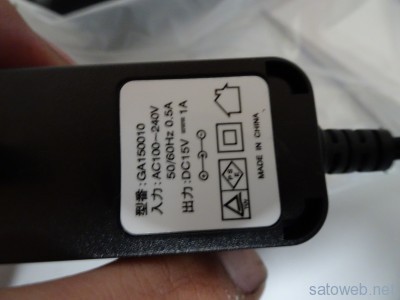 型番:GA150010
入力:AC100-240V
50/60Hz 0.5A
出力:DC15V ⎓ 1A
PS
E
MADE IN CHINA
satoweb.net